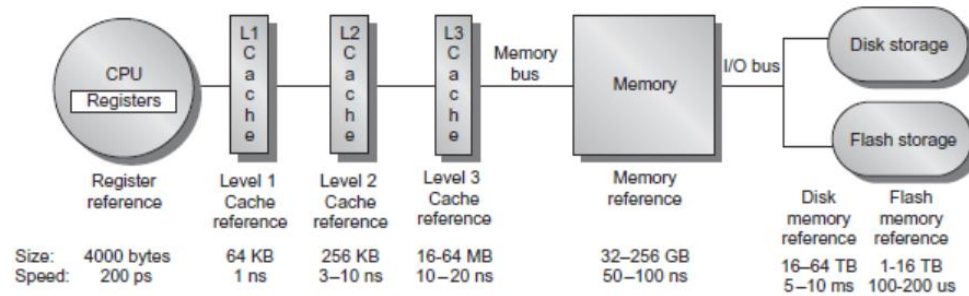 CPU
Registers
L1
C
a
c
h
e
L2
C
a
c
h
e
L3
C
a
c
h
e
Memory
bus
Memory
I/O bus
Disk storage
Flash storage
Register
reference
Level 1
Cache
reference
Level 2
Cache
reference
Level 3
Cache
reference
Memory
reference
Disk
memory
reference
Flash
memory
reference
Size: 4000 bytes 64 KB 256 KB 16-64 MB 32–256 GB 16–64 TB 1-16 TB
Speed: 200 ps 1 ns 3–10 ns 10–20 ns 50–100 ns 5–10 ms 100-200 us